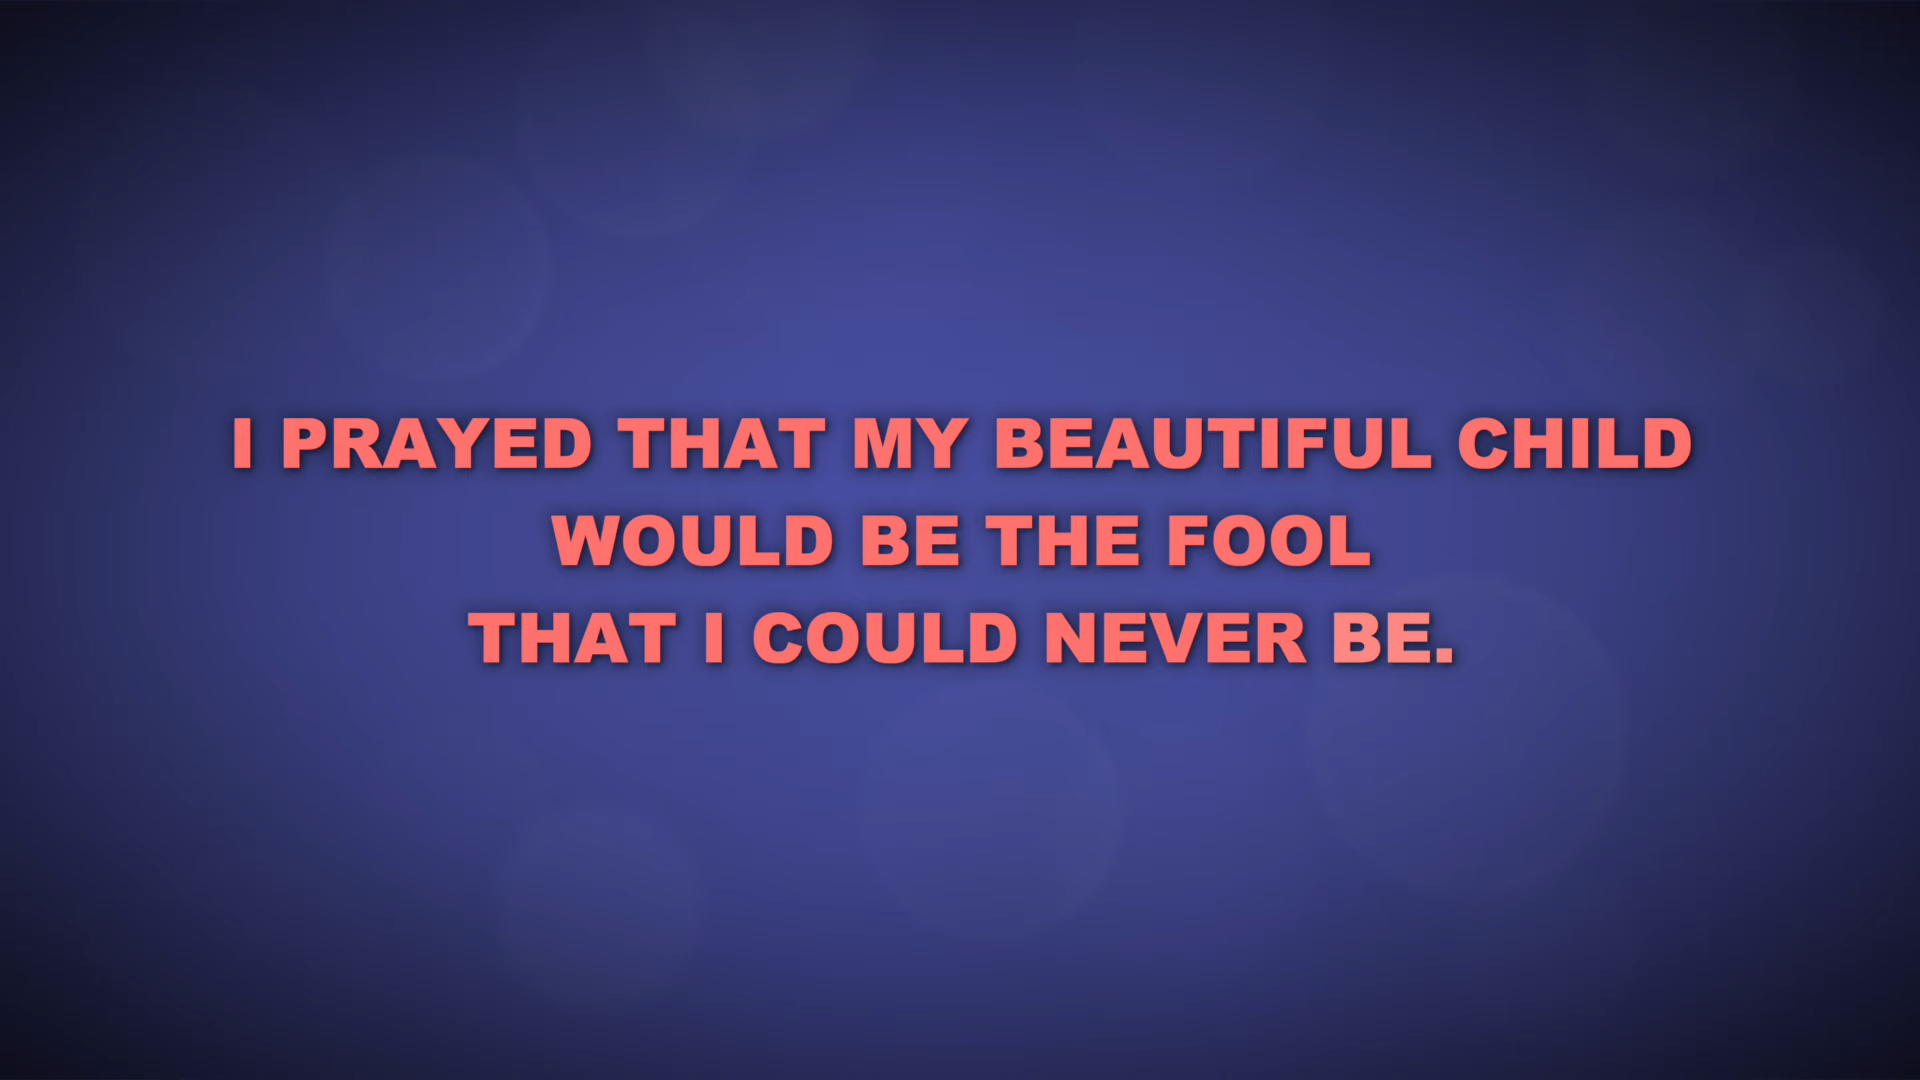 I PRAYED THAT MY BEAUTIFUL CHILD
WOULD BE THE FOOL
THAT I COULD NEVER BE.